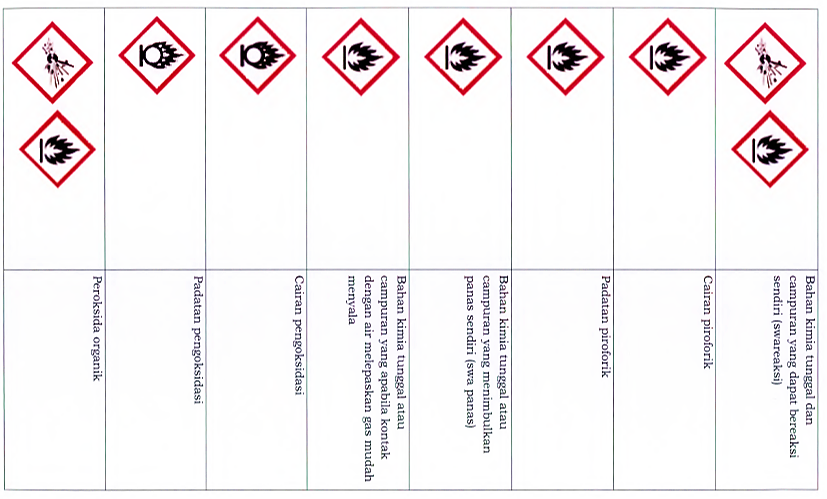 Bahan kimia tunggal dan
campuran yang dapat bereaksi
sendiri (swareaksi)
Cairan piroforik
Padatan piroforik
Bahan kimia tunggal atau
campuran yang menimbulkan
panas sendiri (swa panas)
Bahan kimia tunggal atau
campuran yang apabila kontak
dengan air melepaskan gas mudah
menyala
Cairan pengoksidasi
Padatan pengoksidasi
Peroksida organik